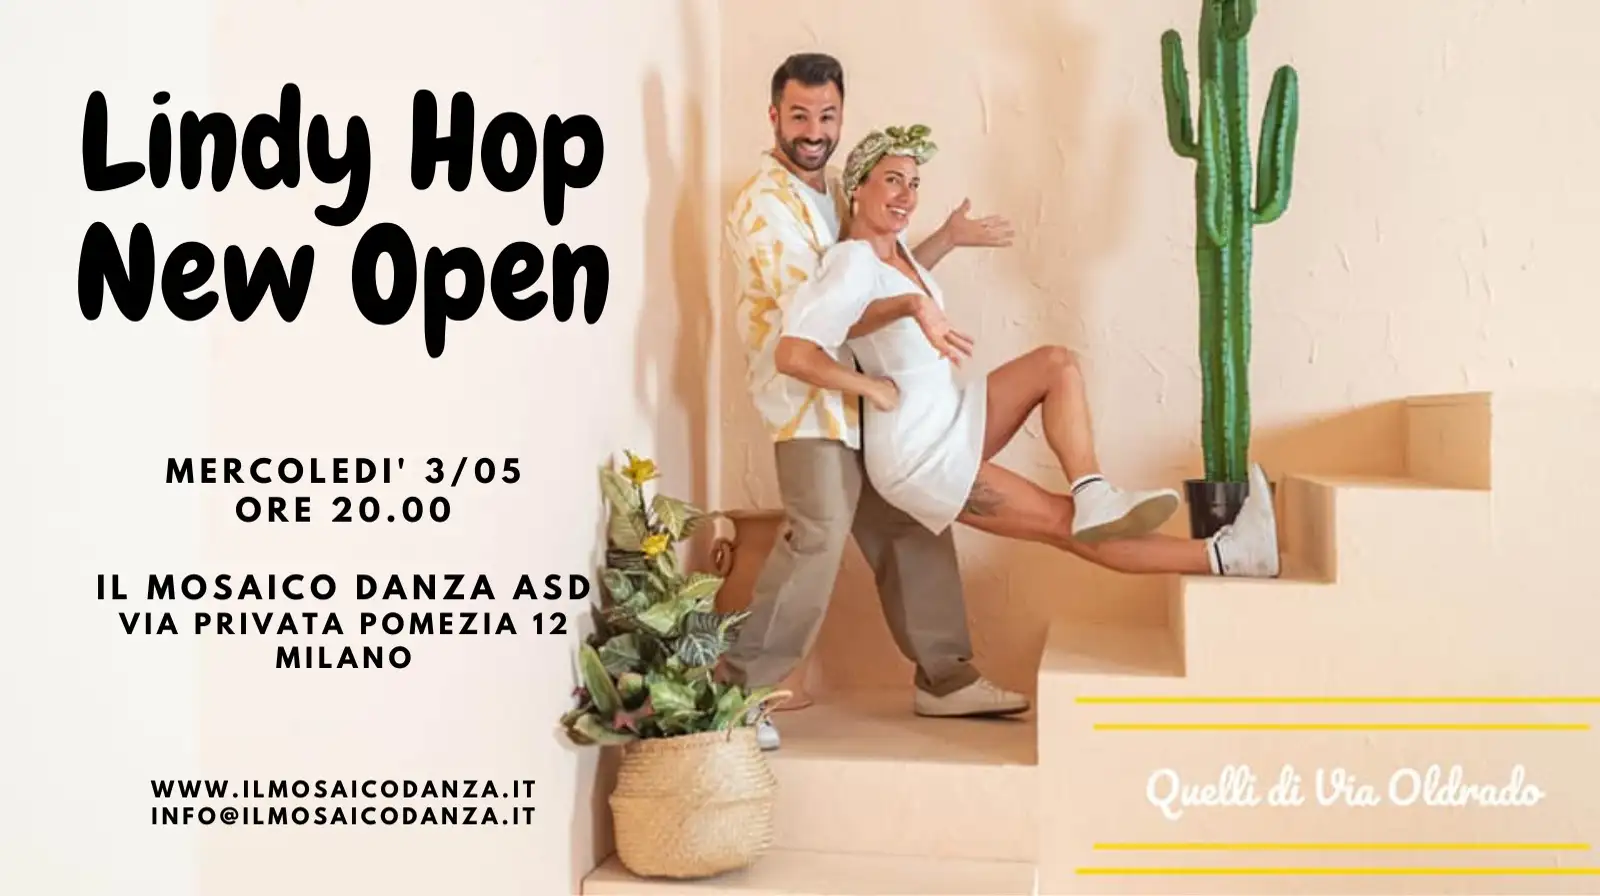 Lindy Hop
New Open
MERCOLEDI' 3/05
ORE 20.00
IL MOSAICO DANZA ASD
VIA PRIVATA POMEZIA 12
MILANO
WWW.ILMOSAICODANZA.IT
INFO@ILMOSAICODANZA.IT
Quelli di Via Oldrado